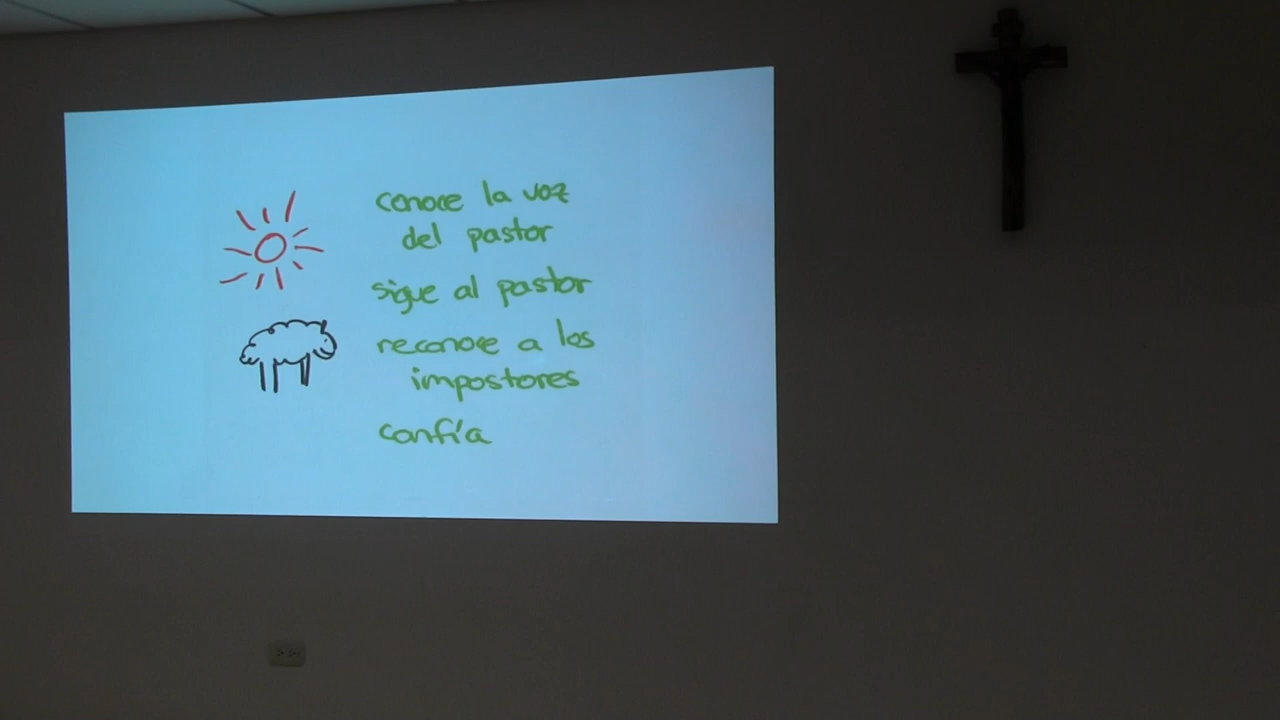 conoce la voz
del pastor
sigue al pastor
reconoce a los
impostores
confía